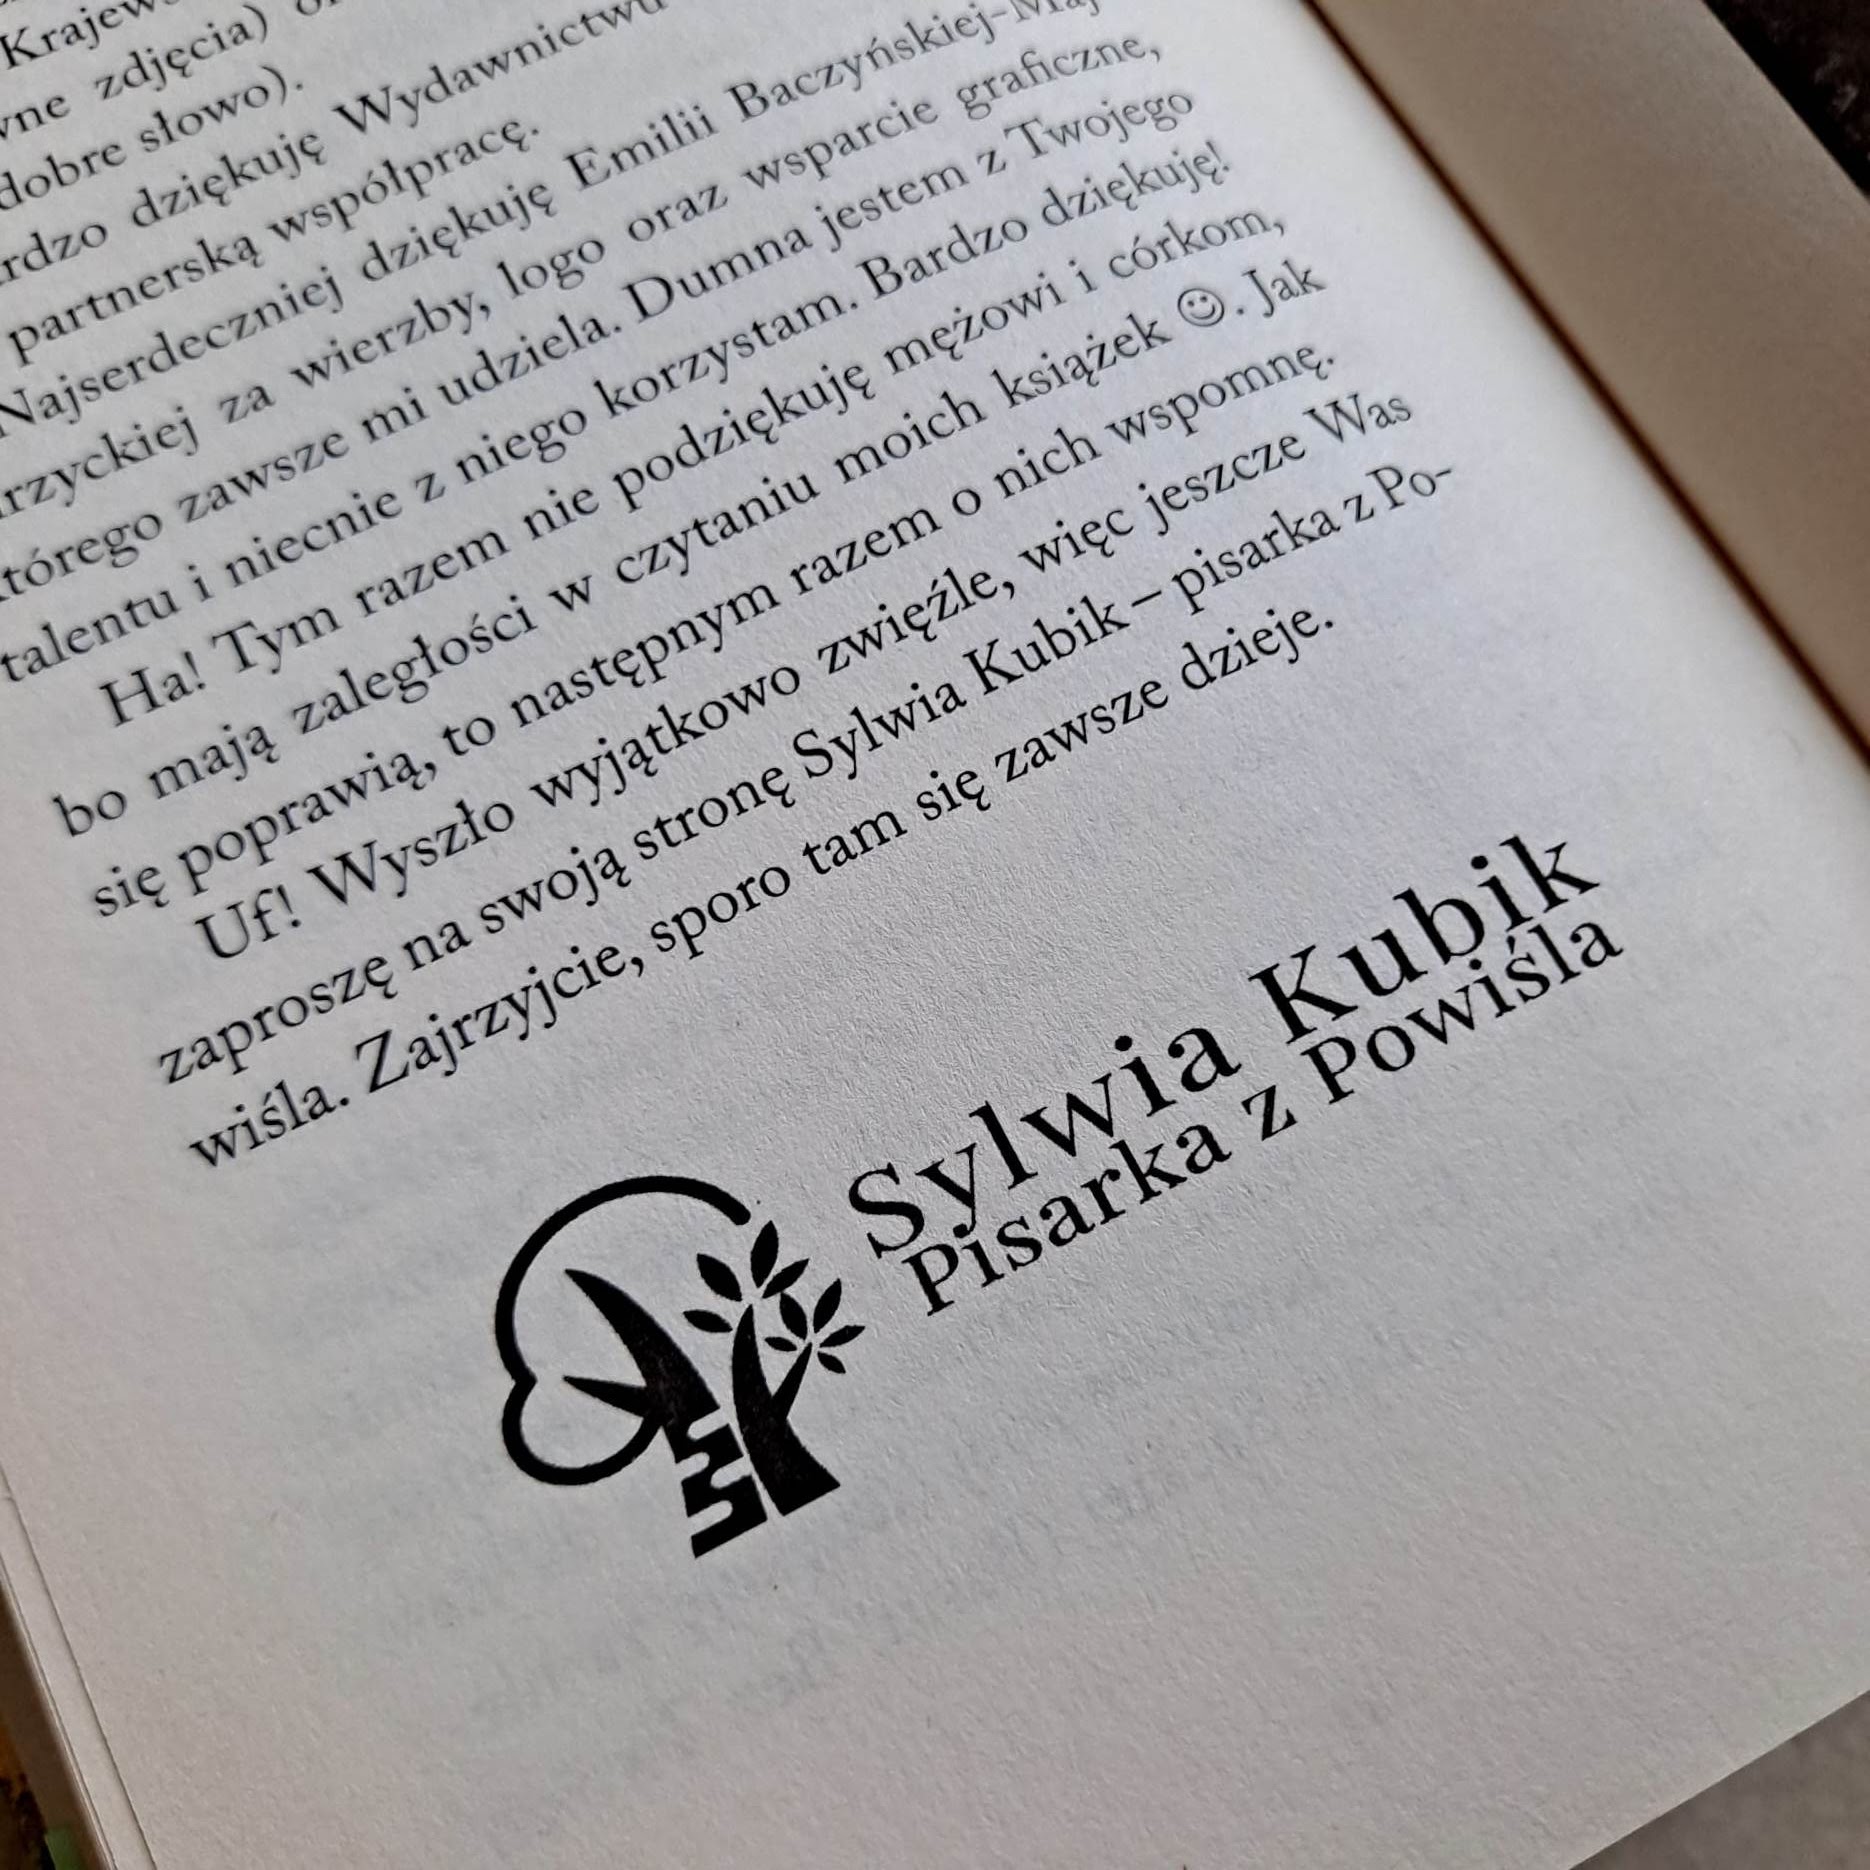 zdjęcia)
dobre słowo).
dziękuję Wydawnictwu
partnerską współpracę.
Najserdeczniej dziękuję Emilii Baczyńskiej-Maj
za wierzby, logo oraz wsparcie graficzne,
którego zawsze mi udziela. Dumna jestem z Twojego
talentu i niecnie z niego korzystam. Bardzo dziękuję!
Ha! Tym razem nie podziękuję mężowi i córkom,
bo mają zaległości w czytaniu moich książek ☺. Jak
się poprawią, to następnym razem o nich wspomnę.
Uf! Wyszło wyjątkowo zwięźle, więc jeszcze Was
zaproszę na swoją stronę Sylwia Kubik – pisarka z Po-
wiśla. Zajrzyjcie, sporo tam się zawsze dzieje.
Sylwia Kubik
Pisarka z Powiśla